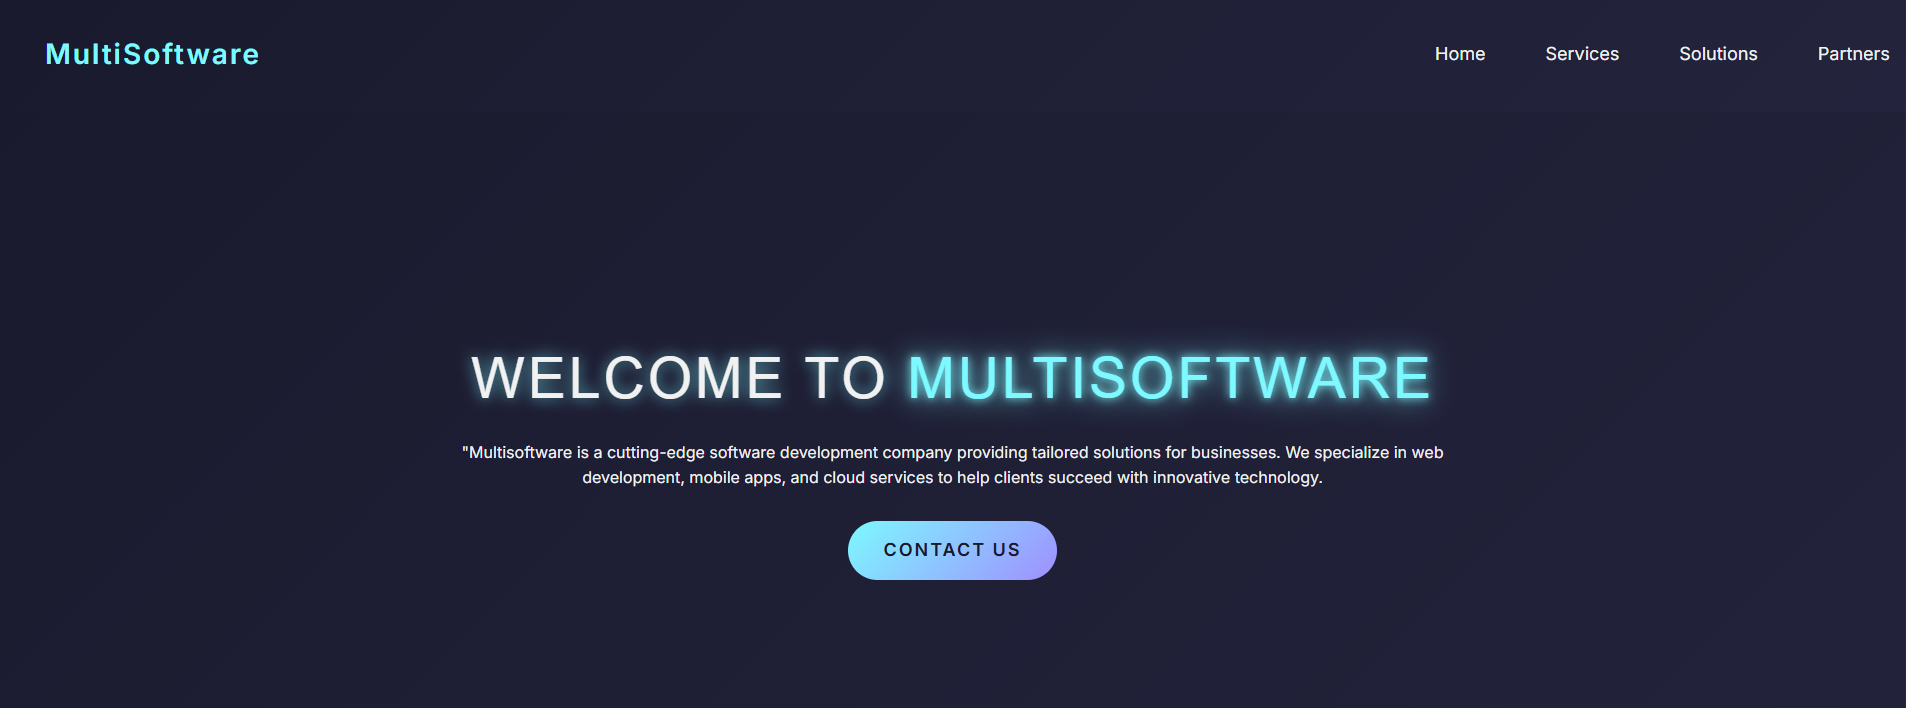 MultiSoftware
Home Services Solutions Partners
WELCOME TO MULTISOFTWARE
"Multisoftware is a cutting-edge software development company providing tailored solutions for businesses. We specialize in web
development, mobile apps, and cloud services to help clients succeed with innovative technology.
CONTACT US